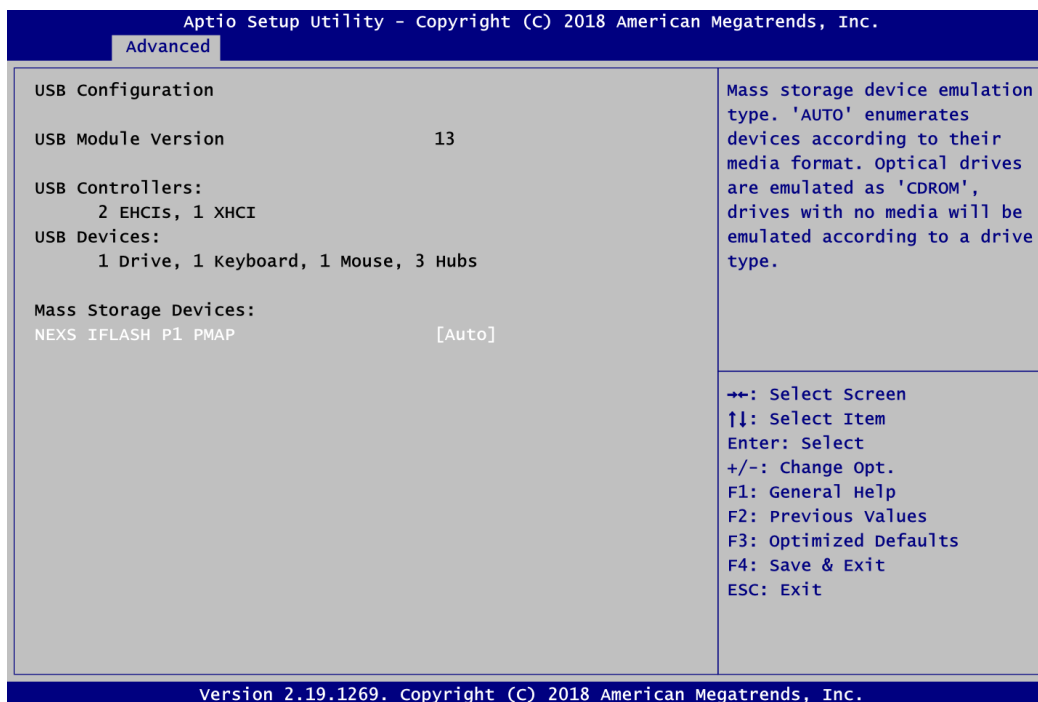 Aptio Setup Utility - Copyright (C) 2018 American Megatrends, Inc.
Advanced
USB Configuration
USB Module Version 13
USB Controllers:
2 EHCIs, 1 XHCI
USB Devices:
1 Drive, 1 Keyboard, 1 Mouse, 3 Hubs
Mass Storage Devices:
NEXS IFLASH P1 PMAP [Auto]
Mass storage device emulation
type. 'AUTO' enumerates
devices according to their
media format. Optical drives
are emulated as 'CDROM',
drives with no media will be
emulated according to a drive
type.
→←: Select Screen
↑↓: Select Item
Enter: Select
+/-: Change Opt.
F1: General Help
F2: Previous Values
F3: Optimized Defaults
F4: Save & Exit
ESC: Exit
Version 2.19.1269. Copyright (C) 2018 American Megatrends, Inc.